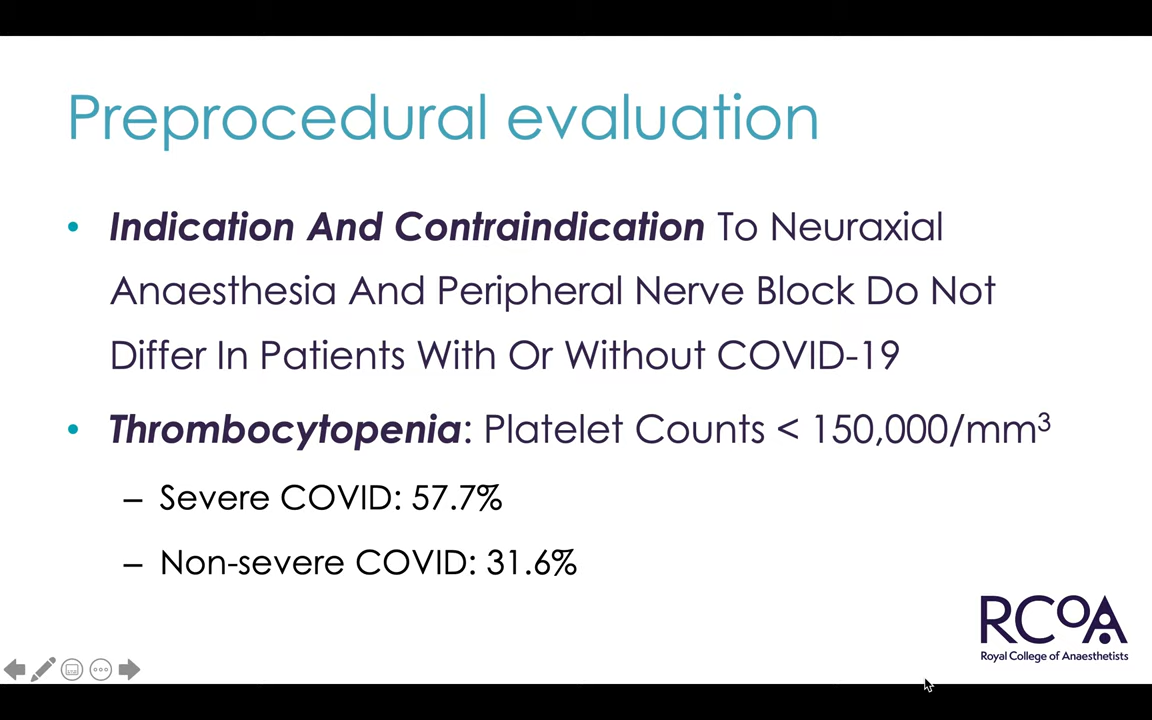 Preprocedural evaluation
• Indication And Contraindication To Neuraxial
Anaesthesia And Peripheral Nerve Block Do Not
Differ In Patients With Or Without COVID-19
• Thrombocytopenia: Platelet Counts < 150,000/mm³
– Severe COVID: 57.7%
– Non-severe COVID: 31.6%
RCoA
Royal College of Anaesthetists